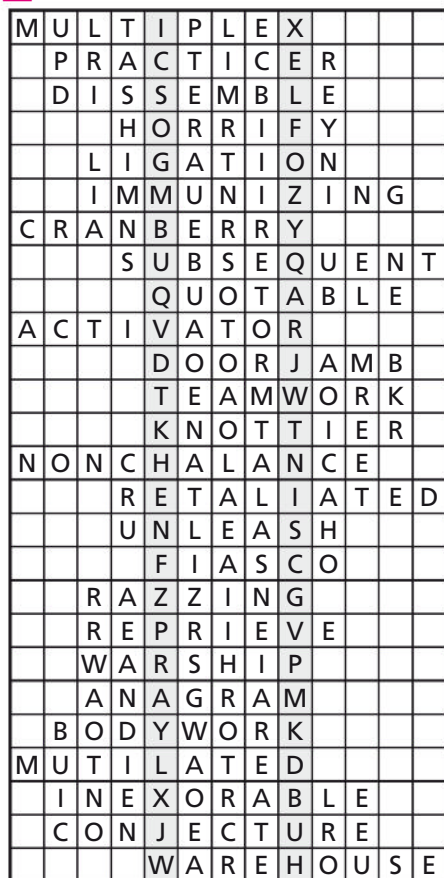 MULTIPLEX
PRACTICER
DISSEMBLE
HORRIFY
LIGATION
IMMUNIZING
CRANBERRY
SUBSEQUENT
QUOTABLE
ACTIVATOR
DOORJAMB
TEAMWORK
KNOTTIER
NONCHALANCE
RETALIATED
UNLEASH
FIASCO
RAZZING
REPRIEVE
WARSHIP
ANAGRAM
BODYWORK
MUTILATED
INEXORABLE
CONJECTURE
WAREHOUSE